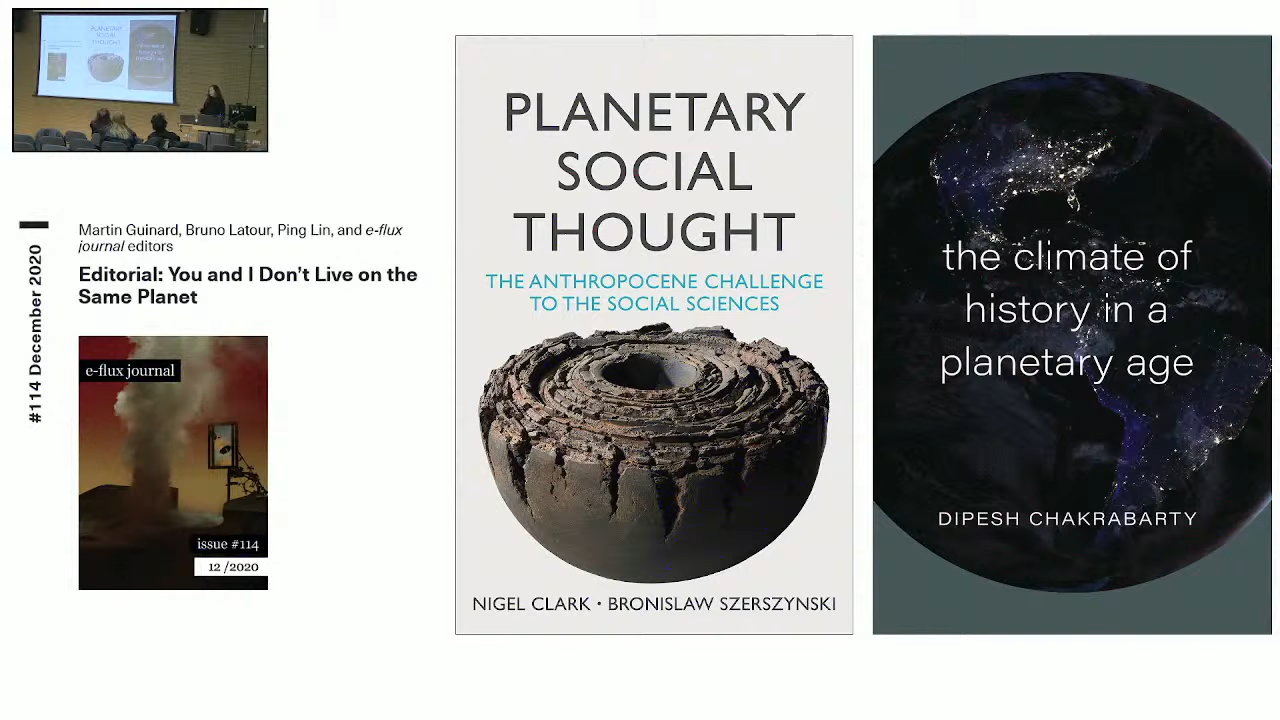 #114 December 2020
Martin Guinard, Bruno Latour, Ping Lin, and e-flux
journal editors
Editorial: You and I Don’t Live on the
Same Planet
e-flux journal
issue #114
12 /2020
PLANETARY
SOCIAL
THOUGHT
THE ANTHROPOCENE CHALLENGE
TO THE SOCIAL SCIENCES
NIGEL CLARK • BRONISLAW SZERSZYNSKI
the climate of
history in a
planetary age
DIPESH CHAKRABARTY